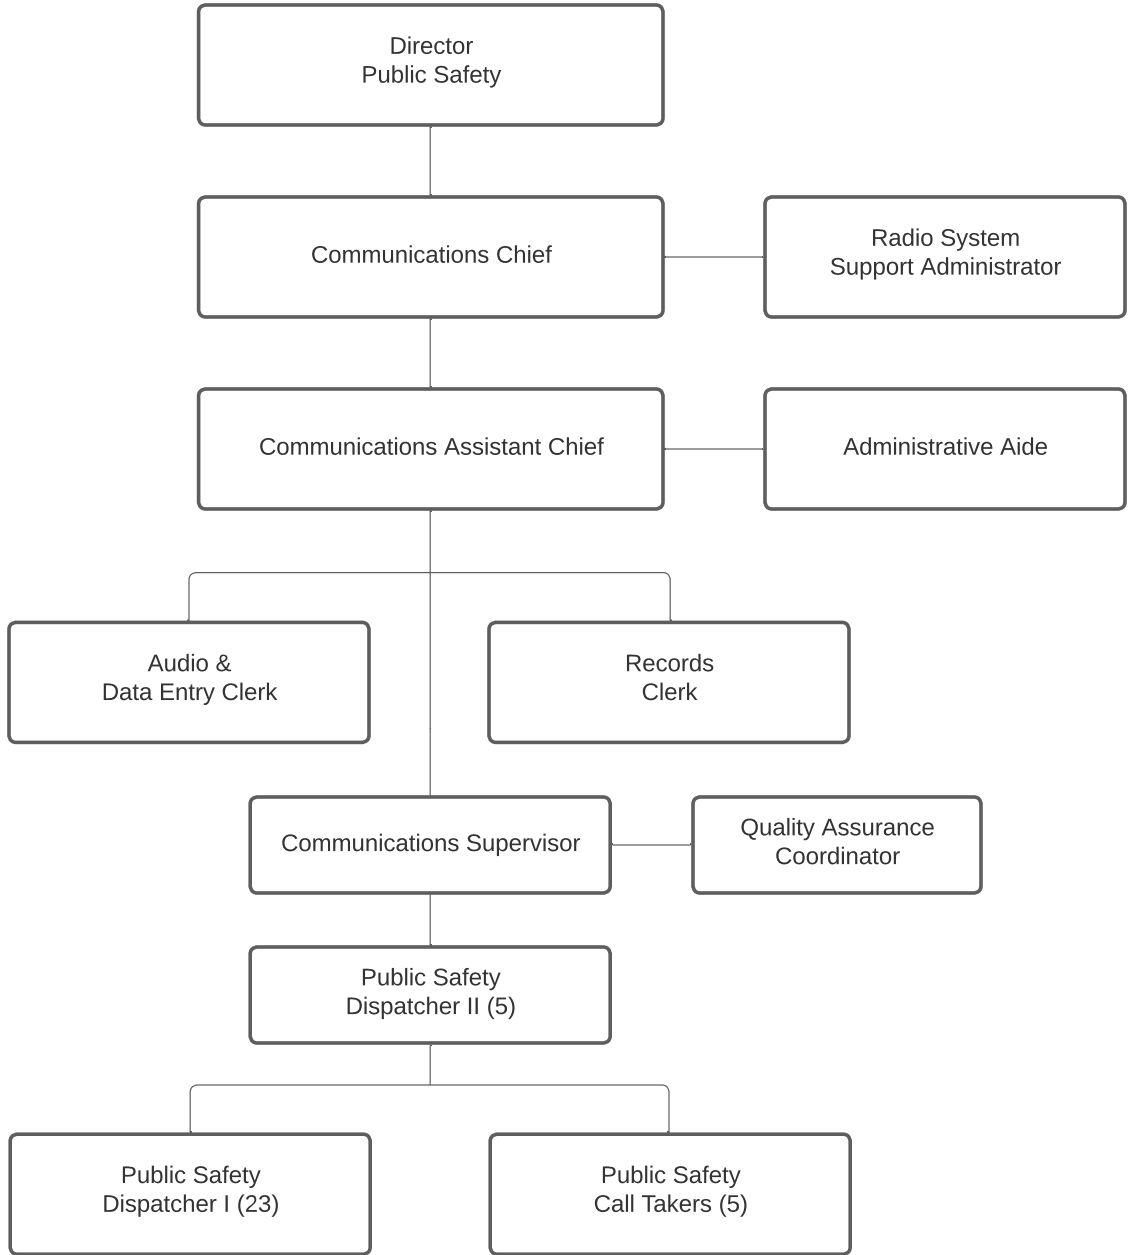 Director
Public Safety
Communications Chief
Radio System
Support Administrator
Communications Assistant Chief
Administrative Aide
Audio &
Data Entry Clerk
Records
Clerk
Communications Supervisor
Quality Assurance
Coordinator
Public Safety
Dispatcher II (5)
Public Safety
Dispatcher I (23)
Public Safety
Call Takers (5)